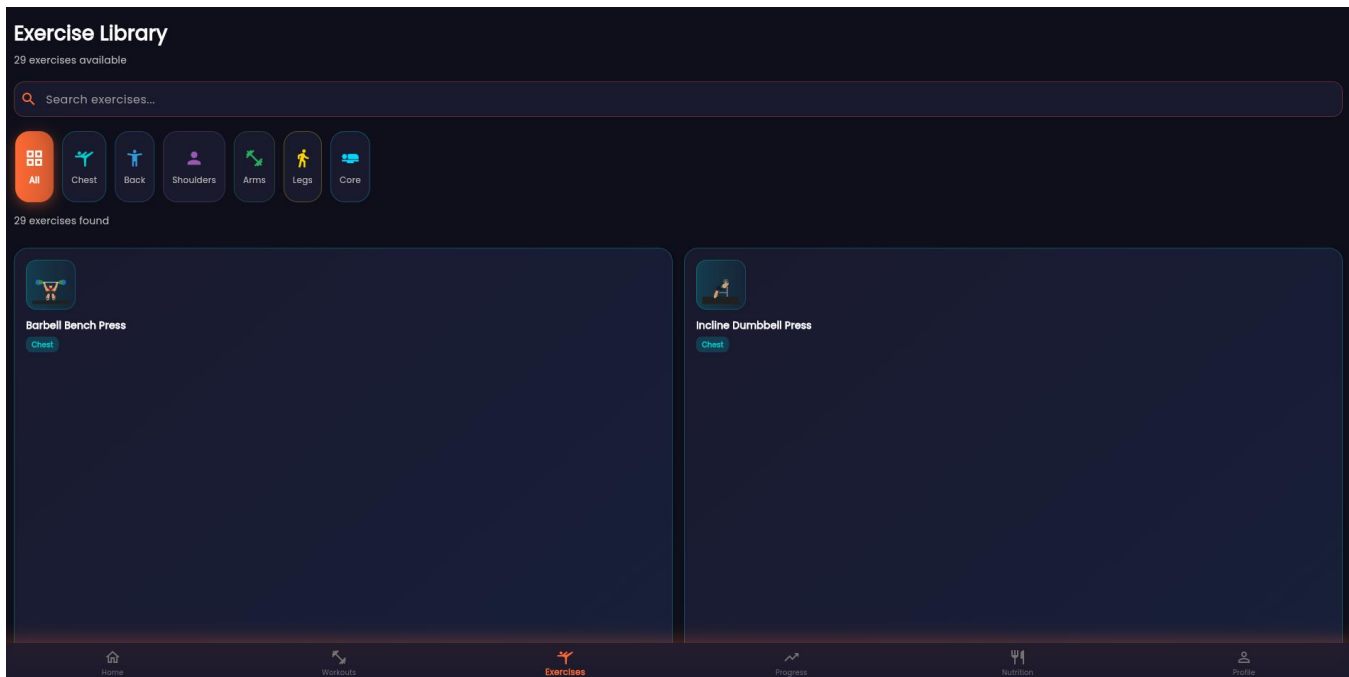 Exercise Library
29 exercises available
Search exercises...
All
Chest
Back
Shoulders
Arms
Legs
Core
29 exercises found
Barbell Bench Press
Chest
Incline Dumbbell Press
Chest
Home
Workouts
Exercises
Progress
Nutrition
Profile